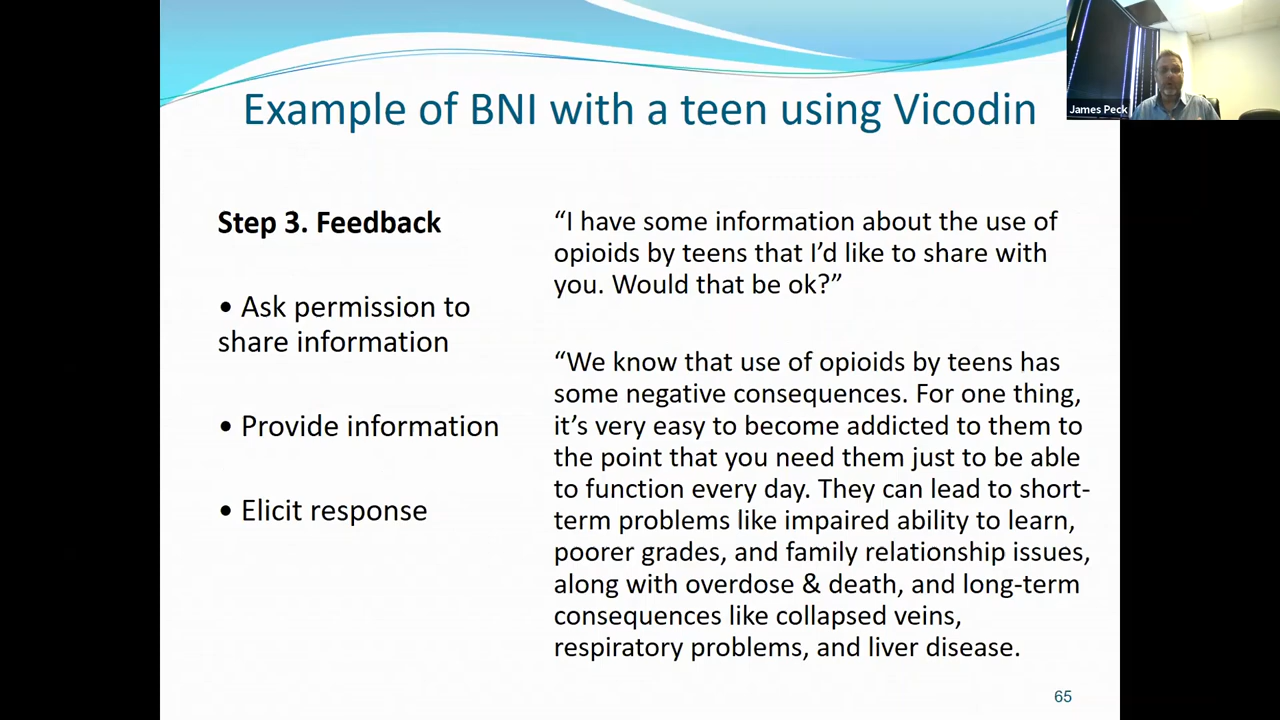 Example of BNI with a teen using Vicodin
James Peck
Step 3. Feedback
• Ask permission to
share information
• Provide information
• Elicit response
“I have some information about the use of
opioids by teens that I’d like to share with
you. Would that be ok?”
“We know that use of opioids by teens has
some negative consequences. For one thing,
it’s very easy to become addicted to them to
the point that you need them just to be able
to function every day. They can lead to short-
term problems like impaired ability to learn,
poorer grades, and family relationship issues,
along with overdose & death, and long-term
consequences like collapsed veins,
respiratory problems, and liver disease.
65